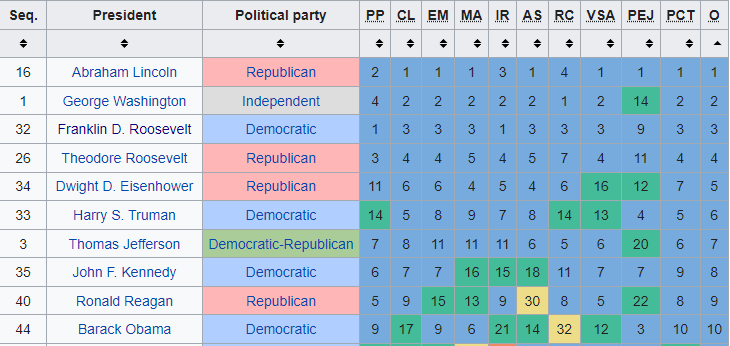 Seq. President Political party PP CL EM MA IR AS RC VSA PEJ PCT O
16 Abraham Lincoln Republican 2 1 1 1 3 1 4 1 1 1 1
1 George Washington Independent 4 2 2 2 2 2 1 2 14 2 2
32 Franklin D. Roosevelt Democratic 1 3 3 3 1 3 3 3 9 3 3
26 Theodore Roosevelt Republican 3 4 4 5 4 5 7 4 11 4 4
34 Dwight D. Eisenhower Republican 11 6 6 4 5 4 6 16 12 7 5
33 Harry S. Truman Democratic 14 5 8 9 7 8 14 13 4 5 6
3 Thomas Jefferson Democratic-Republican 7 8 11 11 11 6 5 6 20 6 7
35 John F. Kennedy Democratic 6 7 7 16 15 18 11 7 7 9 8
40 Ronald Reagan Republican 5 9 15 13 9 30 8 5 22 8 9
44 Barack Obama Democratic 9 17 9 6 21 14 32 12 3 10 10